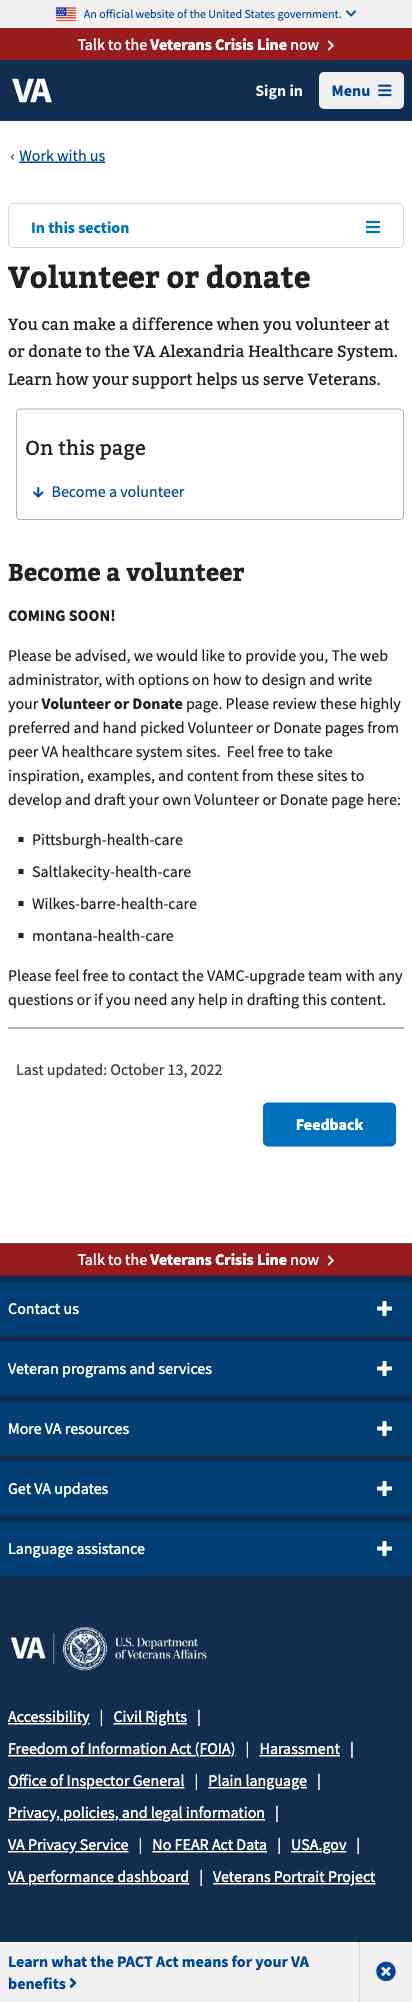 An official website of the United States government.
Talk to the Veterans Crisis Line now
VA
Sign in
Menu
‹ Work with us
In this section
Volunteer or donate
You can make a difference when you volunteer at
or donate to the VA Alexandria Healthcare System.
Learn how your support helps us serve Veterans.
On this page
Become a volunteer
Become a volunteer
COMING SOON!
Please be advised, we would like to provide you, The web
administrator, with options on how to design and write
your Volunteer or Donate page. Please review these highly
preferred and hand picked Volunteer or Donate pages from
peer VA healthcare system sites.  Feel free to take
inspiration, examples, and content from these sites to
develop and draft your own Volunteer or Donate page here:
Pittsburgh-health-care
Saltlakecity-health-care
Wilkes-barre-health-care
montana-health-care
Please feel free to contact the VAMC-upgrade team with any
questions or if you need any help in drafting this content.
Last updated: October 13, 2022
Feedback
Talk to the Veterans Crisis Line now
Contact us
Veteran programs and services
More VA resources
Get VA updates
Language assistance
VA | U.S. Department
of Veterans Affairs
Accessibility | Civil Rights |
Freedom of Information Act (FOIA) | Harassment |
Office of Inspector General | Plain language |
Privacy, policies, and legal information |
VA Privacy Service | No FEAR Act Data | USA.gov |
VA performance dashboard | Veterans Portrait Project
Learn what the PACT Act means for your VA
benefits